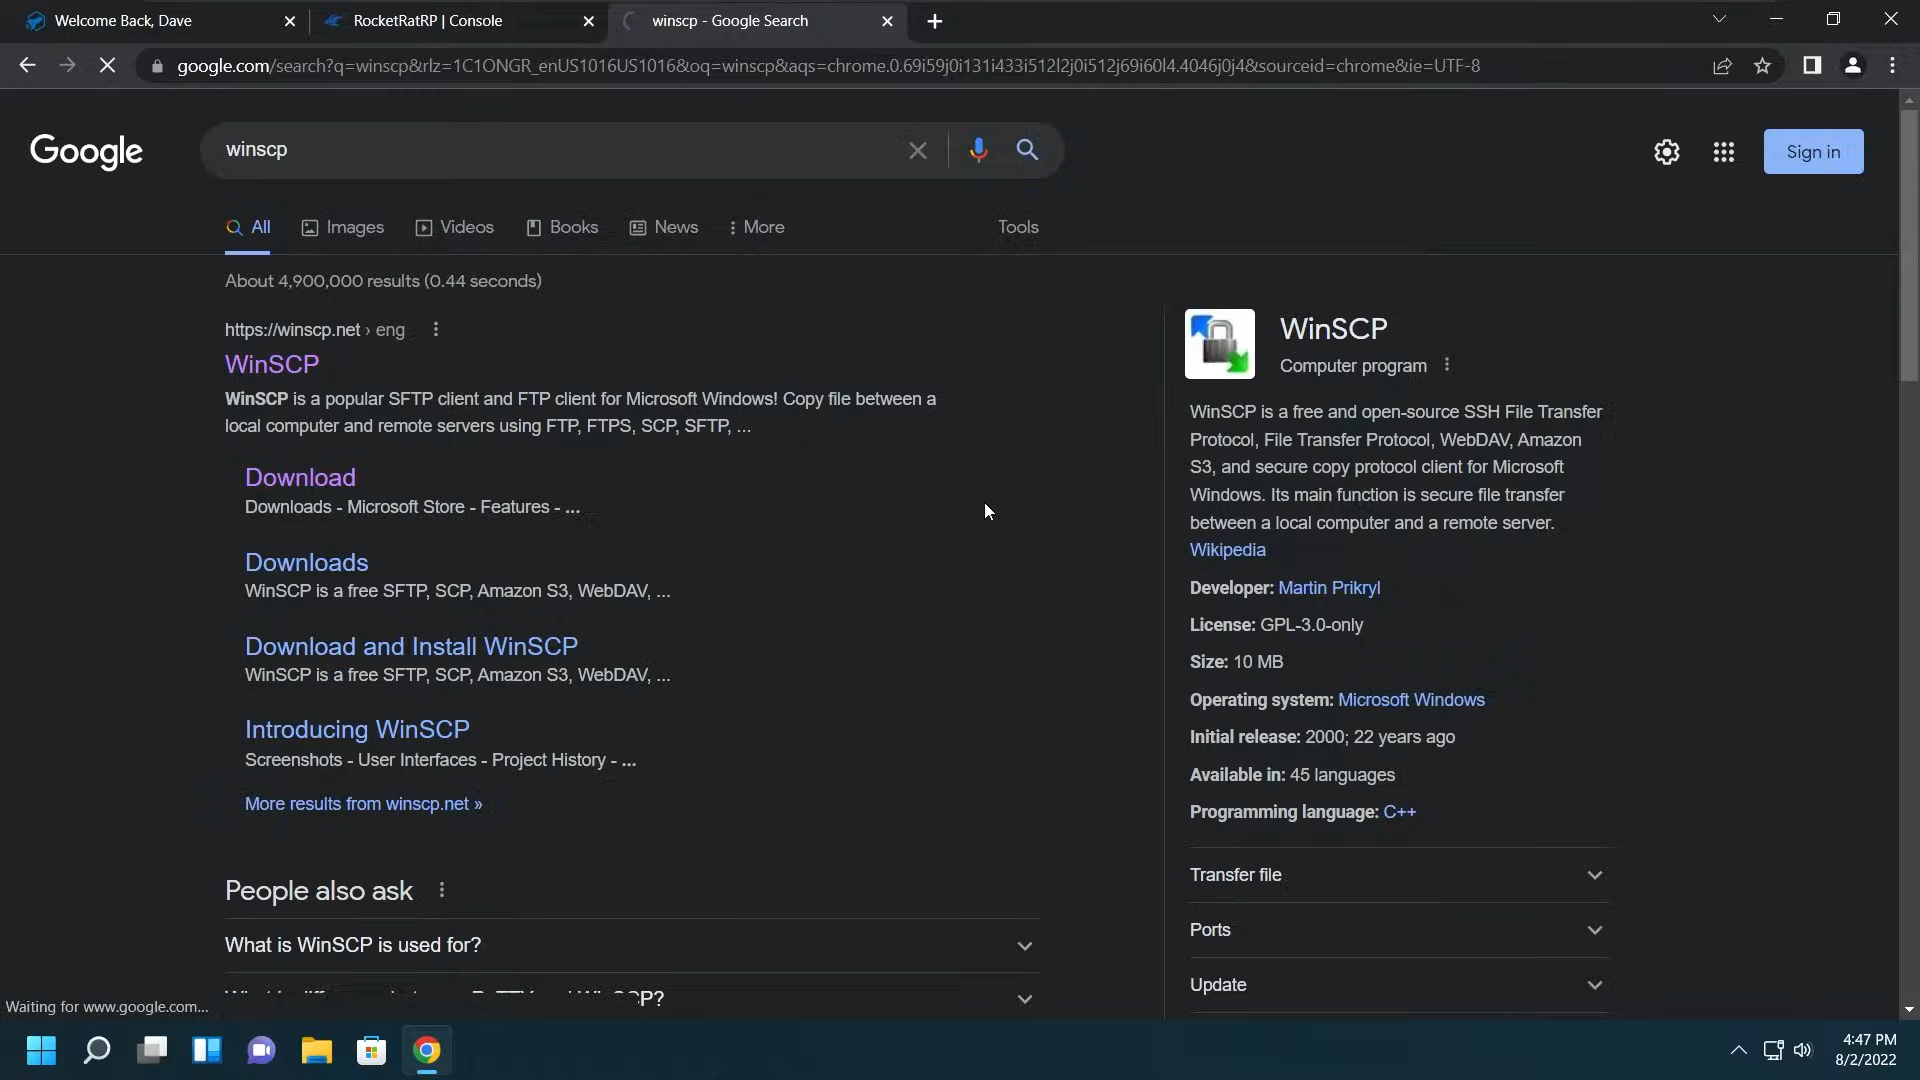 Welcome Back, Dave
RocketRatRP | Console
winscp - Google Search
google.com/search?q=winscp&rlz=1C1ONGR_enUS1016US1016&oq=winscp&aqs=chrome.0.69i59j0i131i433i512l2j0i512j69i60l4.4046j0j4&sourceid=chrome&ie=UTF-8
Google
winscp
Sign in
All
Images
Videos
Books
News
More
Tools
About 4,900,000 results (0.44 seconds)
https://winscp.net › eng
WinSCP
WinSCP is a popular SFTP client and FTP client for Microsoft Windows! Copy file between a
local computer and remote servers using FTP, FTPS, SCP, SFTP, ...
Download
Downloads - Microsoft Store - Features - ...
Downloads
WinSCP is a free SFTP, SCP, Amazon S3, WebDAV, ...
Download and Install WinSCP
WinSCP is a free SFTP, SCP, Amazon S3, WebDAV, ...
Introducing WinSCP
Screenshots - User Interfaces - Project History - ...
More results from winscp.net »
People also ask
What is WinSCP is used for?
P?
WinSCP
Computer program
WinSCP is a free and open-source SSH File Transfer
Protocol, File Transfer Protocol, WebDAV, Amazon
S3, and secure copy protocol client for Microsoft
Windows. Its main function is secure file transfer
between a local computer and a remote server.
Wikipedia
Developer: Martin Prikryl
License: GPL-3.0-only
Size: 10 MB
Operating system: Microsoft Windows
Initial release: 2000; 22 years ago
Available in: 45 languages
Programming language: C++
Transfer file
Ports
Update
Waiting for www.google.com...
4:47 PM
8/2/2022